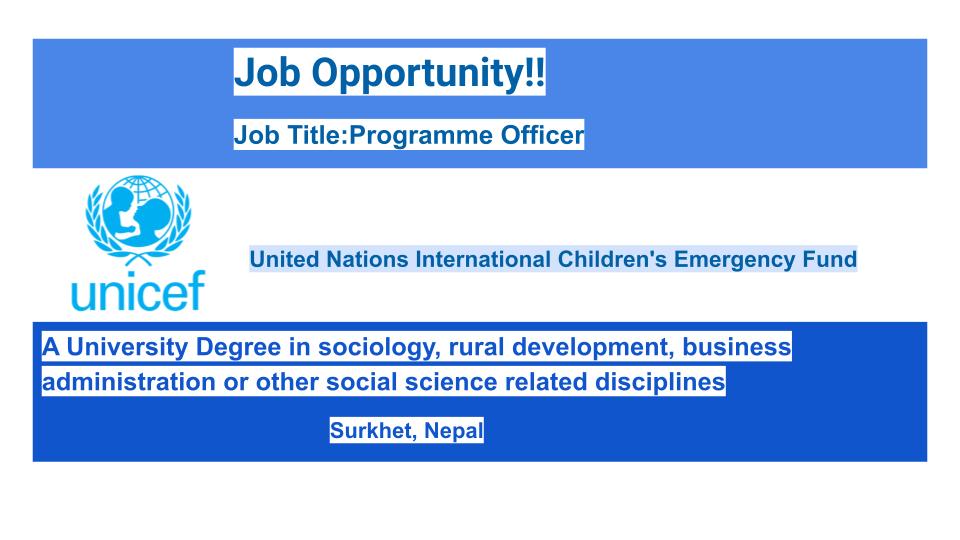 Job Opportunity!!
Job Title:Programme Officer
unicef
United Nations International Children's Emergency Fund
A University Degree in sociology, rural development, business
administration or other social science related disciplines
Surkhet, Nepal